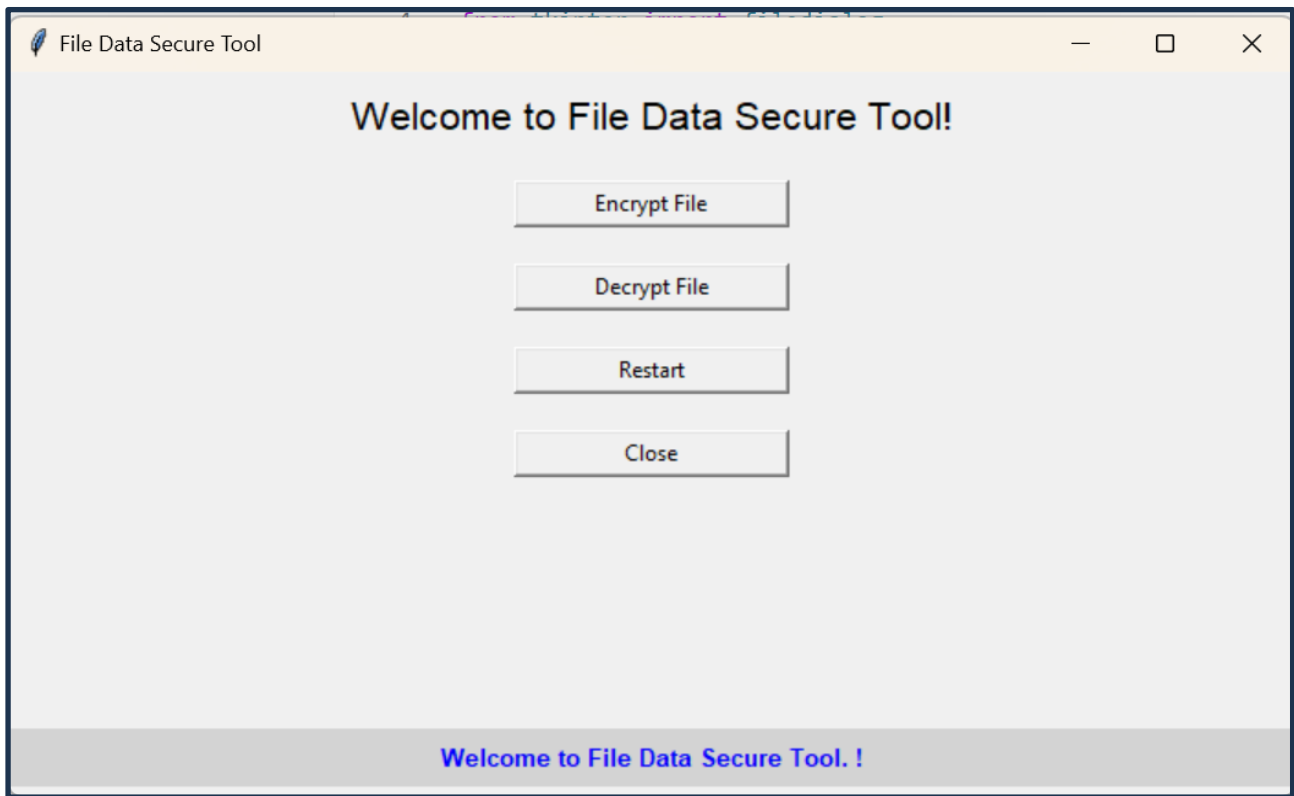 File Data Secure Tool
Welcome to File Data Secure Tool!
Encrypt File
Decrypt File
Restart
Close
Welcome to File Data Secure Tool. !